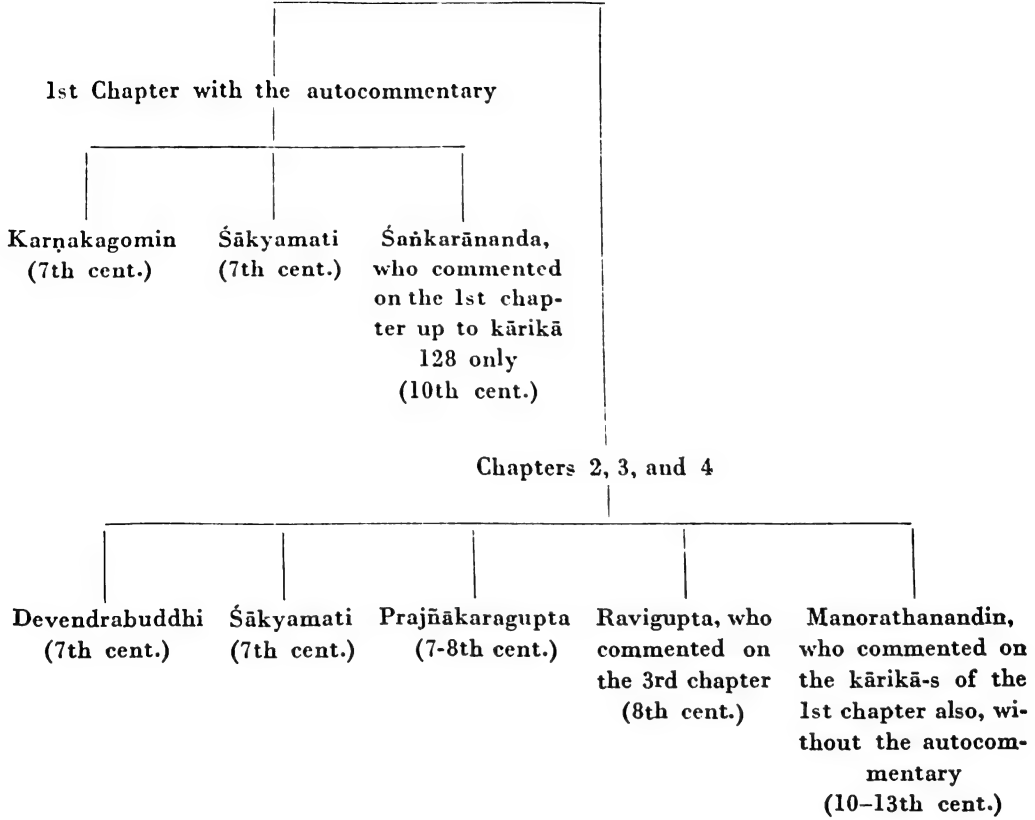 1st Chapter with the autocommentary
Karṇakagomin
(7th cent.)
Śākyamati
(7th cent.)
Śaṅkarānanda,
who commented
on the 1st chap-
ter up to kārikā
128 only
(10th cent.)
Chapters 2, 3, and 4
Devendrabuddhi
(7th cent.)
Śākyamati
(7th cent.)
Prajñākaragupta
(7-8th cent.)
Ravigupta, who
commented on
the 3rd chapter
(8th cent.)
Manorathanandin,
who commented on
the kārikā-s of the
1st chapter also, wi-
thout the autocom-
mentary
(10–13th cent.)